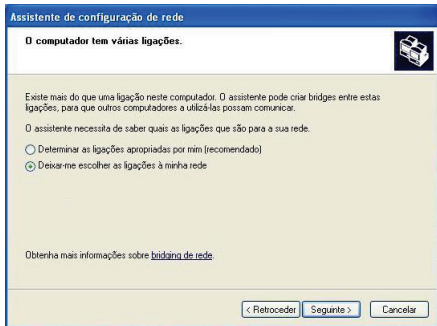 Assistente de configuração de rede
O computador tem várias ligações.
Existe mais do que uma ligação neste computador. O assistente pode criar bridges entre estas
ligações, para que outros computadores a utilizá-las possam comunicar.
O assistente necessita de saber quais as ligações que são para a sua rede.
Determinar as ligações apropriadas por mim (recomendado)
Deixar-me escolher as ligações à minha rede
Obtenha mais informações sobre bridging de rede.
< Retroceder
Seguinte >
Cancelar